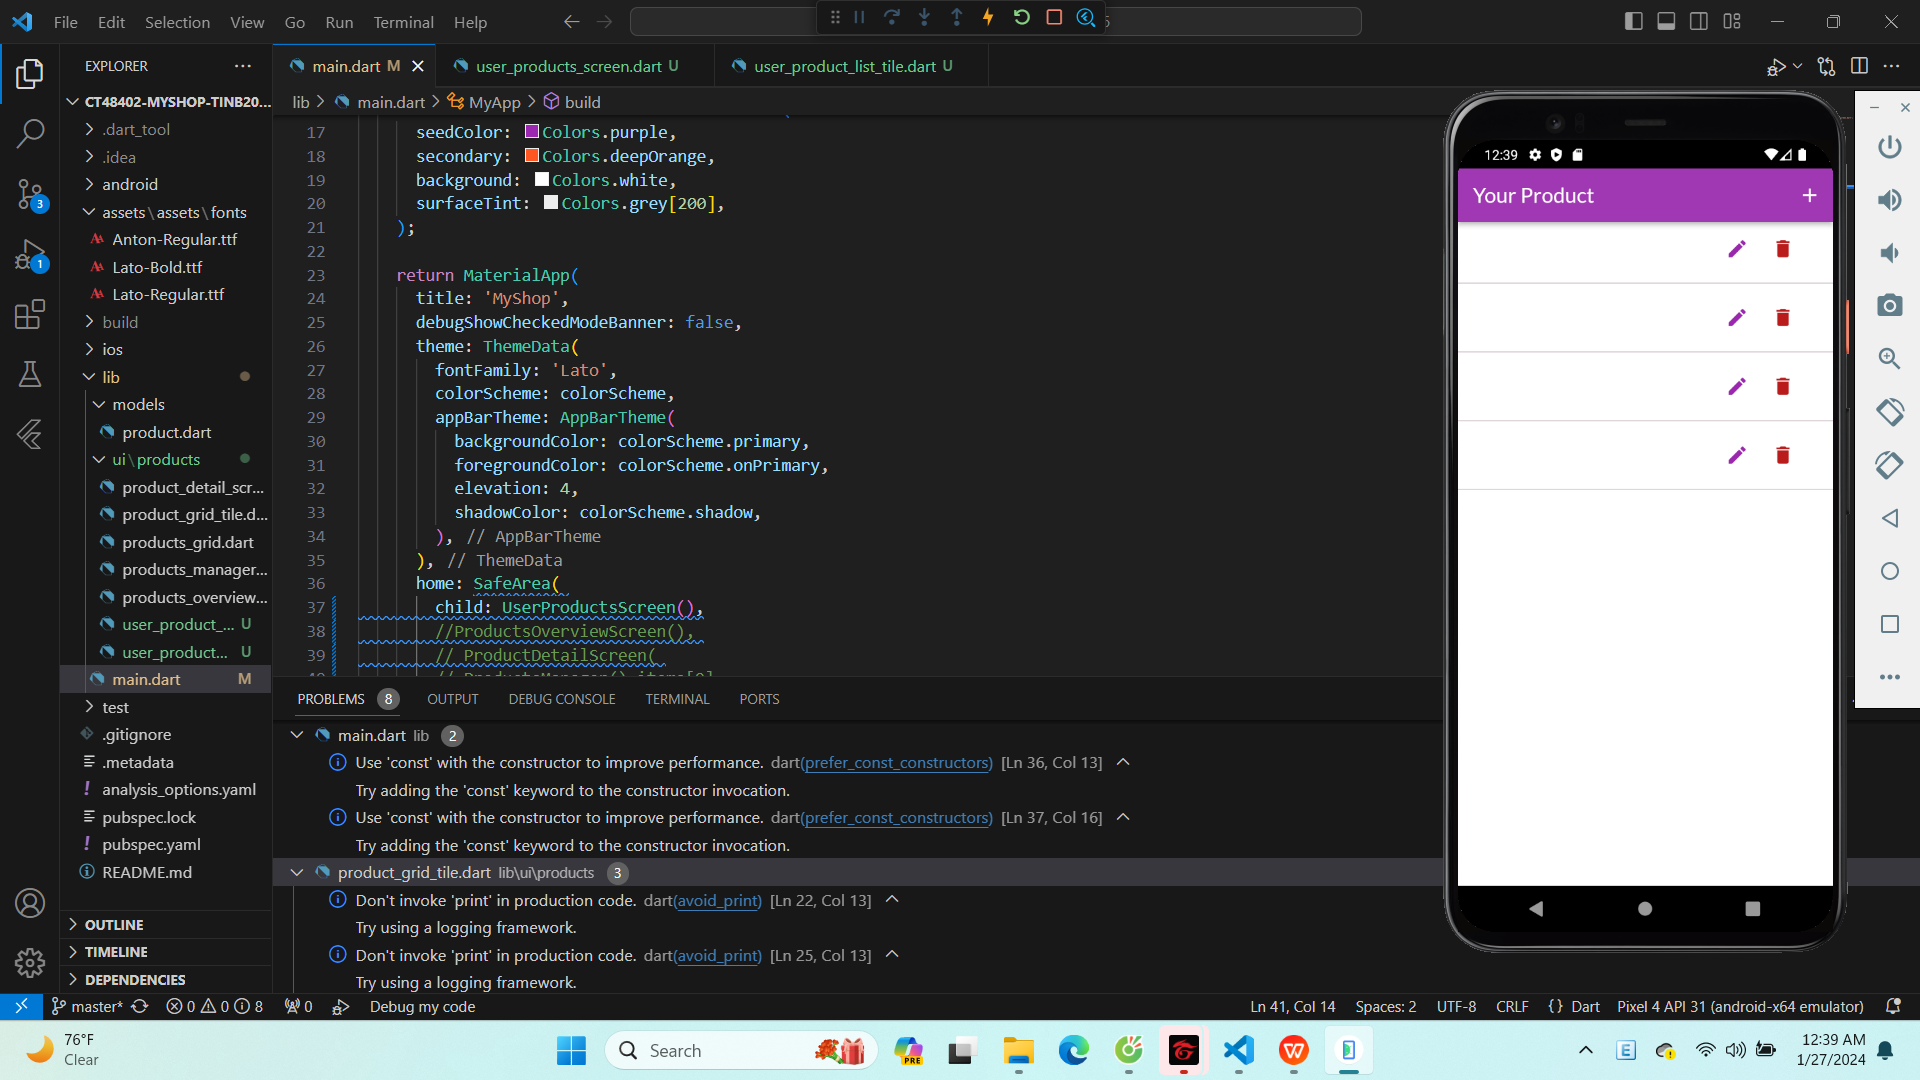 File Edit Selection View Go Run Terminal Help
EXPLORER
main.dart M
user_products_screen.dart U
user_product_list_tile.dart U
CT48402-MYSHOP-TINB20...
lib > main.dart > MyApp > build
.dart_tool
.idea
android
assets\assets\fonts
Anton-Regular.ttf
Lato-Bold.ttf
Lato-Regular.ttf
build
ios
lib
models
product.dart
ui\products
product_detail_scr...
product_grid_tile.d...
products_grid.dart
products_manager...
products_overview...
user_product_... U
user_product... U
main.dart M
test
.gitignore
.metadata
analysis_options.yaml
pubspec.lock
pubspec.yaml
README.md
OUTLINE
TIMELINE
DEPENDENCIES
3
1
17 seedColor: Colors.purple,
18 secondary: Colors.deepOrange,
19 background: Colors.white,
20 surfaceTint: Colors.grey[200],
21 );
22
23 return MaterialApp(
24 title: 'MyShop',
25 debugShowCheckedModeBanner: false,
26 theme: ThemeData(
27 fontFamily: 'Lato',
28 colorScheme: colorScheme,
29 appBarTheme: AppBarTheme(
30 backgroundColor: colorScheme.primary,
31 foregroundColor: colorScheme.onPrimary,
32 elevation: 4,
33 shadowColor: colorScheme.shadow,
34 ), // AppBarTheme
35 ), // ThemeData
36 home: SafeArea(
37 child: UserProductsScreen(),
38 //ProductsOverviewScreen(),
39 // ProductDetailScreen(
PROBLEMS 8 OUTPUT DEBUG CONSOLE TERMINAL PORTS
main.dart lib 2
Use 'const' with the constructor to improve performance. dart(prefer_const_constructors) [Ln 36, Col 13]
Try adding the 'const' keyword to the constructor invocation.
Use 'const' with the constructor to improve performance. dart(prefer_const_constructors) [Ln 37, Col 16]
Try adding the 'const' keyword to the constructor invocation.
product_grid_tile.dart lib\ui\products 3
Don't invoke 'print' in production code. dart(avoid_print) [Ln 22, Col 13]
Try using a logging framework.
Don't invoke 'print' in production code. dart(avoid_print) [Ln 25, Col 13]
Try using a logging framework.
12:39
Your Product
master* 0 0 8 0 Debug my code
Ln 41, Col 14 Spaces: 2 UTF-8 CRLF {} Dart Pixel 4 API 31 (android-x64 emulator)
76°F
Clear
Search
PRE
12:39 AM
1/27/2024